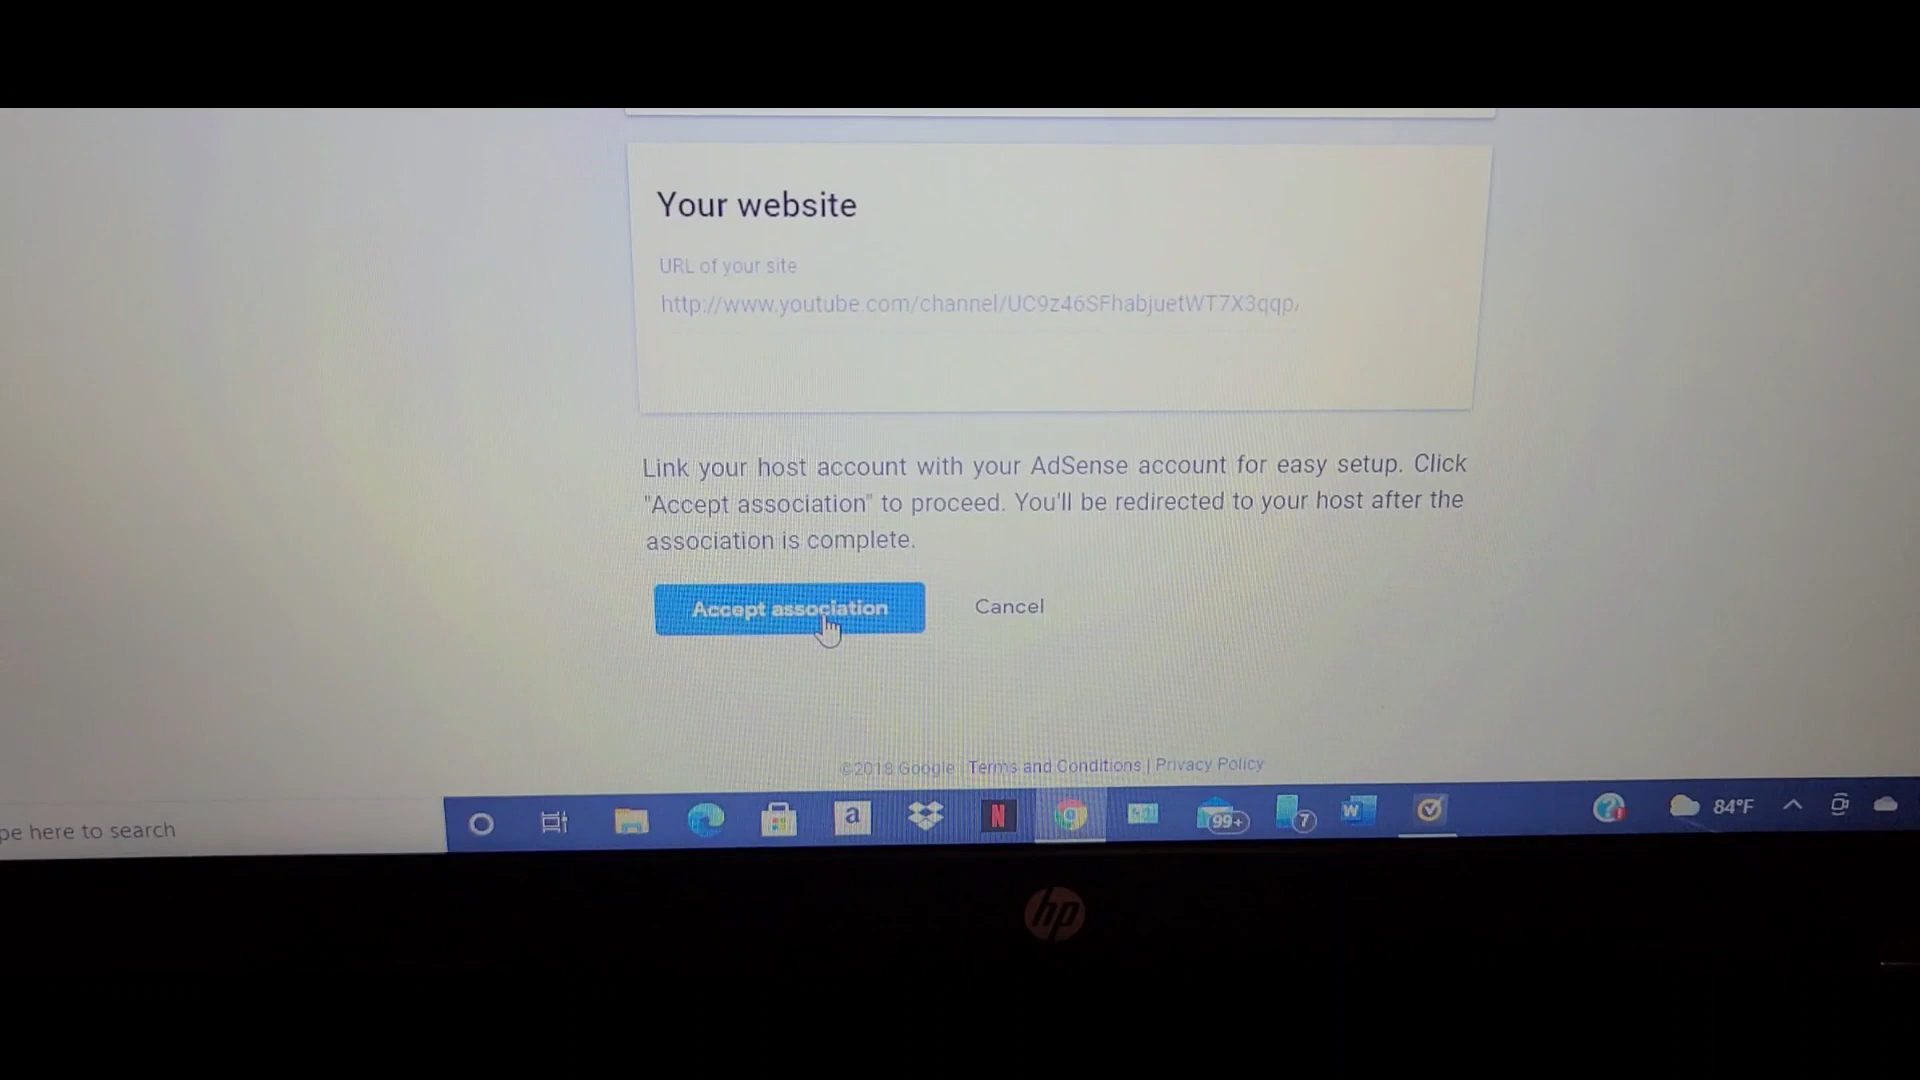 Your website
URL of your site
http://www.youtube.com/channel/UC9z46SFhabjuetWT7X3qqp
Link your host account with your AdSense account for easy setup. Click
"Accept association" to proceed. You'll be redirected to your host after the
association is complete.
Accept association
Cancel
©2018 Google | Terms and Conditions | Privacy Policy
pe here to search
a
N
99+
7
W
84°F
hp